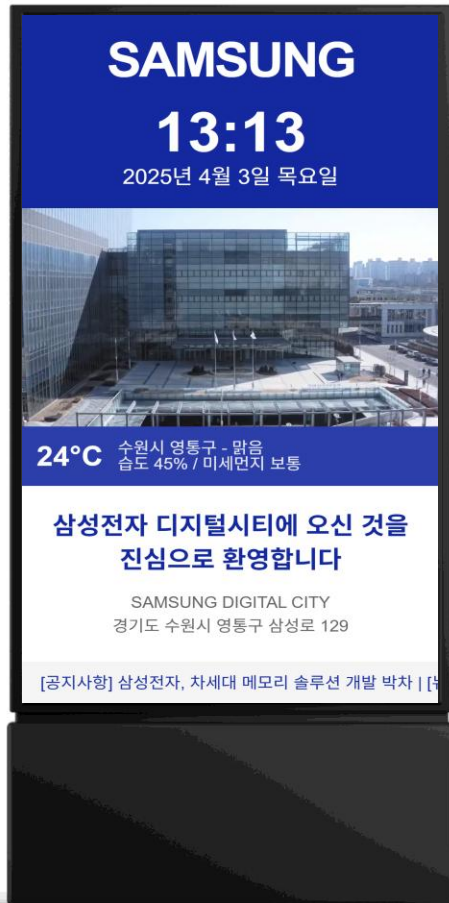 SAMSUNG
13:13
2025년 4월 3일 목요일
24°C
수원시 영통구 - 맑음
습도 45% / 미세먼지 보통
삼성전자 디지털시티에 오신 것을
진심으로 환영합니다
SAMSUNG DIGITAL CITY
경기도 수원시 영통구 삼성로 129
[공지사항] 삼성전자, 차세대 메모리 솔루션 개발 박차 | [